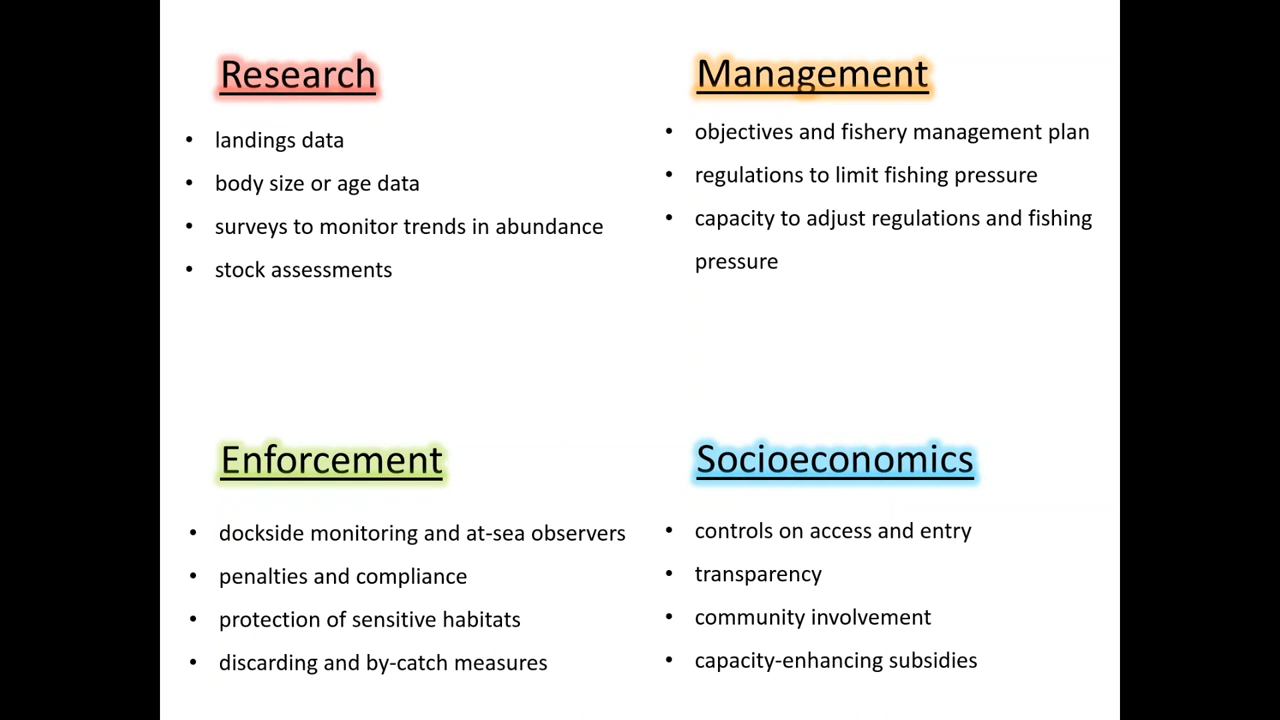 Research
• landings data
• body size or age data
• surveys to monitor trends in abundance
• stock assessments
Management
• objectives and fishery management plan
• regulations to limit fishing pressure
• capacity to adjust regulations and fishing
pressure
Enforcement
• dockside monitoring and at-sea observers
• penalties and compliance
• protection of sensitive habitats
• discarding and by-catch measures
Socioeconomics
• controls on access and entry
• transparency
• community involvement
• capacity-enhancing subsidies